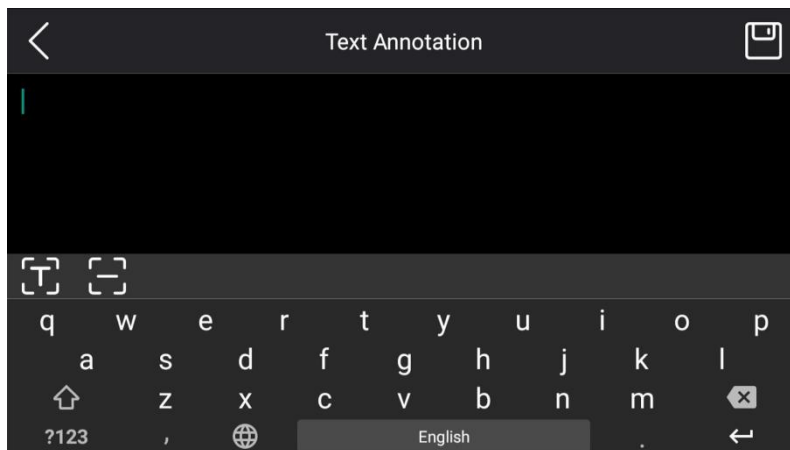 Text Annotation
T
q w e r t y u i o p
a s d f g h j k l
z x c v b n m
?123 , English .